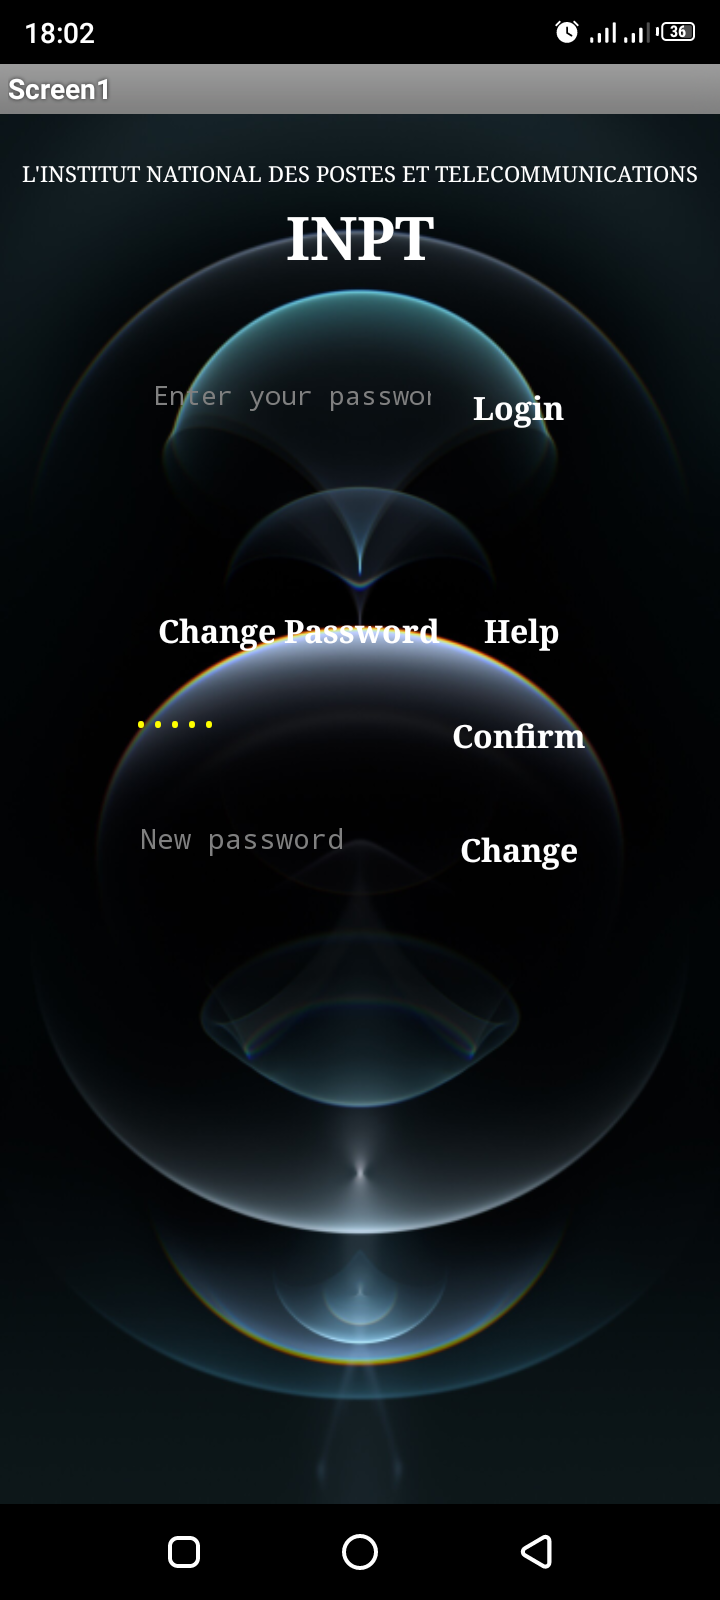 18:02 36
Screen1
L'INSTITUT NATIONAL DES POSTES ET TELECOMMUNICATIONS
INPT
Enter your passwor Login
Change Password Help
Confirm
New password Change